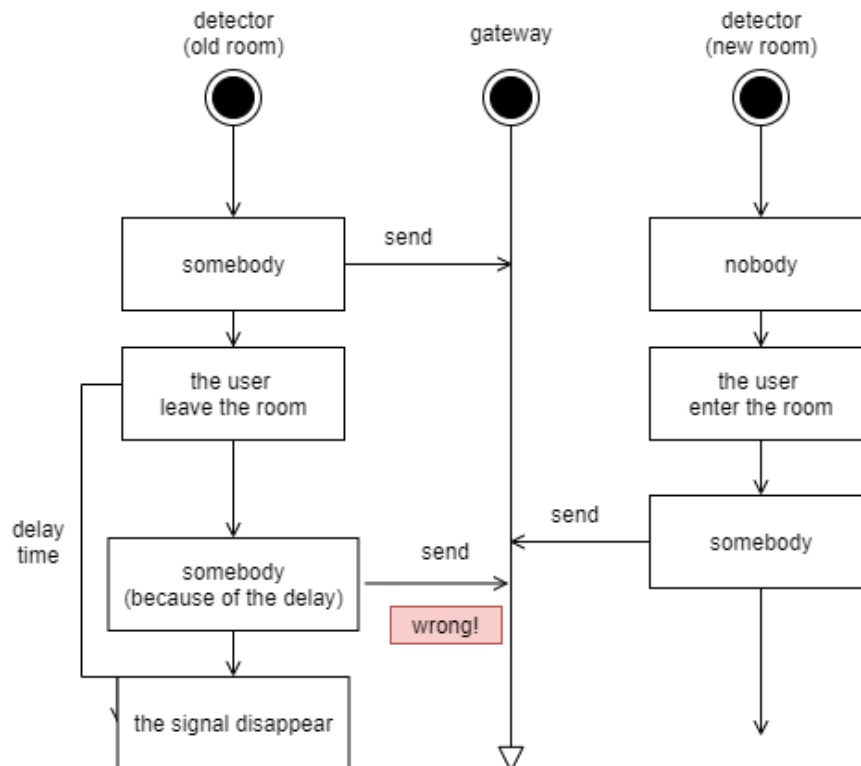 detector
(old room)
gateway
detector
(new room)
somebody
send
nobody
the user
leave the room
the user
enter the room
delay
time
somebody
(because of the delay)
send
send
somebody
wrong!
the signal disappear